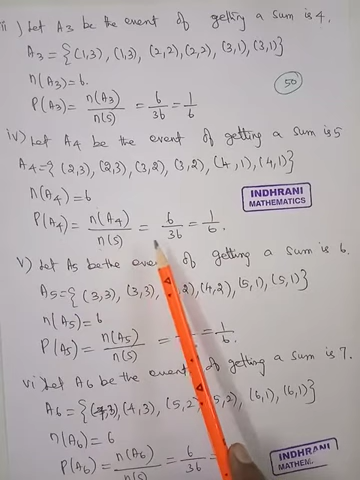 iii) Let A3 be the event of getting a sum is 4.
A3 = {(1,3), (1,3), (2,2), (2,2), (3,1), (3,1)}
n(A3) = 6.
50
P(A3) = n(A3)/n(S) = 6/36 = 1/6
iv) Let A4 be the event of getting a sum is 5
A4 = {(2,3), (2,3), (3,2), (3,2), (4,1), (4,1)}
n(A4) = 6
INDHRANI
MATHEMATICS
P(A4) = n(A4)/n(S) = 6/36 = 1/6.
v) Let A5 be the event of getting a sum is 6.
A5 = {(3,3), (3,3), 2), (4,2), (5,1), (5,1)}
n(A5) = 6
P(A5) = n(A5)/n(S) = = 1/6.
vi) Let A6 be the event of getting a sum is 7.
A6 = {(4,3), (4,3), (5,2), (5,2), (6,1), (6,1)}
n(A6) = 6
INDHRANI
MATHEM
P(A6) = n(A6)/n(S) = 6/36 =